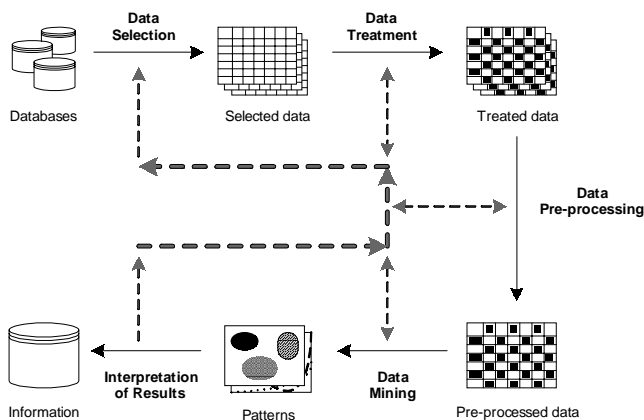 Data
Selection
Data
Treatment
Databases
Selected data
Treated data
Data
Pre-processing
Information
Interpretation
of Results
Patterns
Data
Mining
Pre-processed data